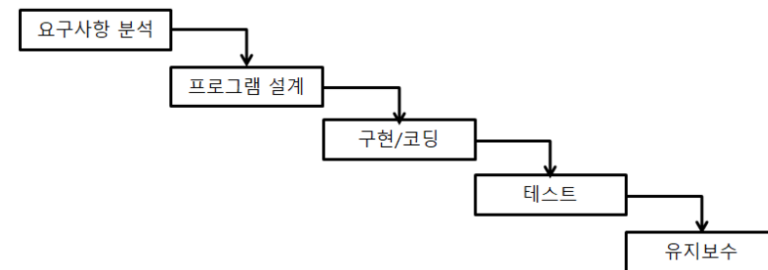 요구사항 분석
프로그램 설계
구현/코딩
테스트
유지보수